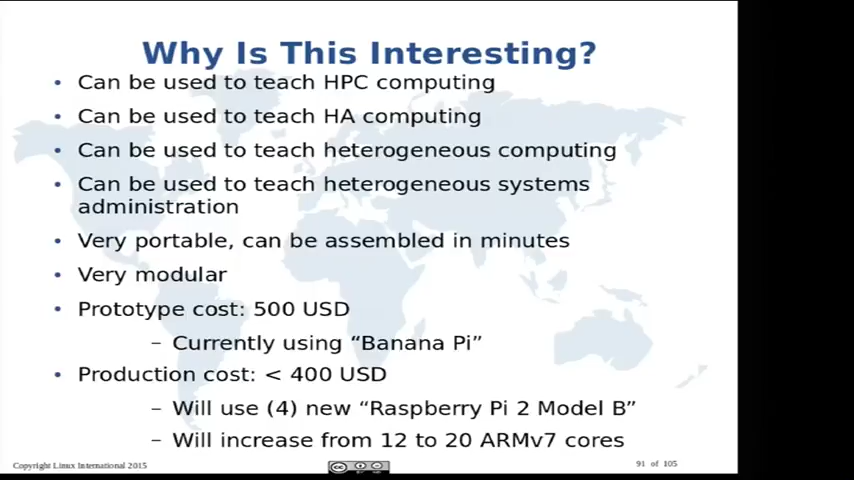 Why Is This Interesting?
• Can be used to teach HPC computing
• Can be used to teach HA computing
• Can be used to teach heterogeneous computing
• Can be used to teach heterogeneous systems
administration
• Very portable, can be assembled in minutes
• Very modular
• Prototype cost: 500 USD
– Currently using “Banana Pi”
• Production cost: < 400 USD
– Will use (4) new “Raspberry Pi 2 Model B”
– Will increase from 12 to 20 ARMv7 cores
Copyright Linux International 2015
91 of 105